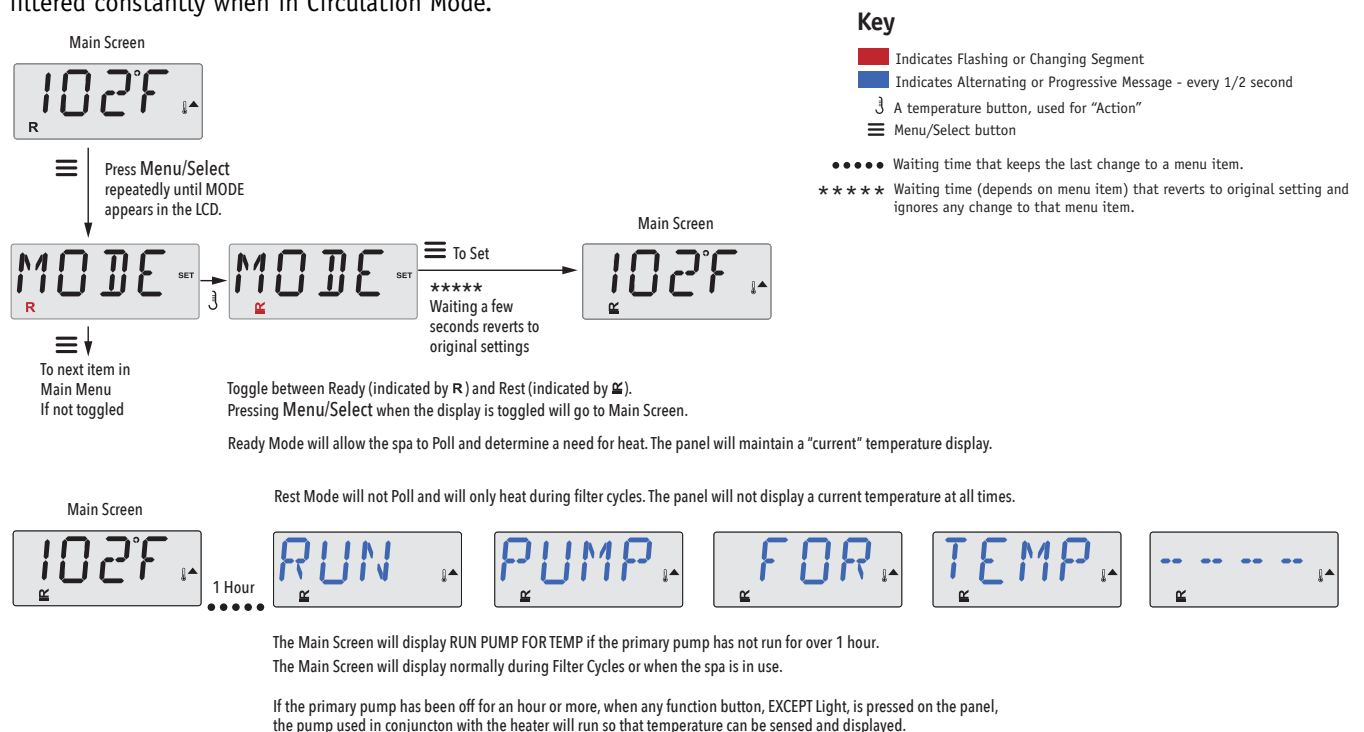 filtered constantly when in Circulation Mode.
Key
Indicates Flashing or Changing Segment
Indicates Alternating or Progressive Message - every 1/2 second
A temperature button, used for “Action”
Menu/Select button
••••• Waiting time that keeps the last change to a menu item.
***** Waiting time (depends on menu item) that reverts to original setting and
ignores any change to that menu item.
Main Screen
102°F
R
Press Menu/Select
repeatedly until MODE
appears in the LCD.
MODE SET
R
MODE SET
R
To Set
*****
Waiting a few
seconds reverts to
original settings
Main Screen
102°F
R
To next item in
Main Menu
If not toggled
Toggle between Ready (indicated by R) and Rest (indicated by R).
Pressing Menu/Select when the display is toggled will go to Main Screen.
Ready Mode will allow the spa to Poll and determine a need for heat. The panel will maintain a "current" temperature display.
Rest Mode will not Poll and will only heat during filter cycles. The panel will not display a current temperature at all times.
Main Screen
102°F
R
1 Hour
•••••
RUN
R
PUMP
R
FOR
R
TEMP
R
-- -- -- --
R
The Main Screen will display RUN PUMP FOR TEMP if the primary pump has not run for over 1 hour.
The Main Screen will display normally during Filter Cycles or when the spa is in use.
If the primary pump has been off for an hour or more, when any function button, EXCEPT Light, is pressed on the panel,
the pump used in conjuncton with the heater will run so that temperature can be sensed and displayed.